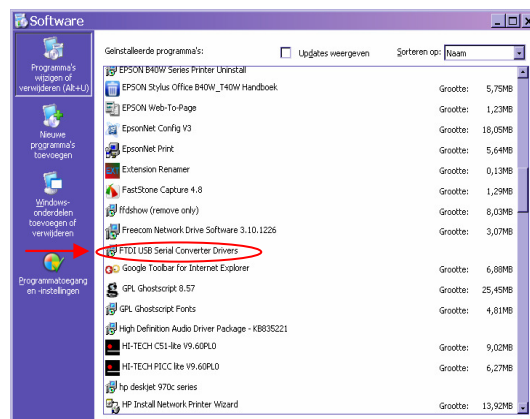 Software
Programma's
wijzigen of
verwijderen (Alt+U)
Nieuwe
programma's
toevoegen
Windows-
onderdelen
toevoegen of
verwijderen
Programmatoegang
en -instellingen
Geïnstalleerde programma's:
Updates weergeven
Sorteren op: Naam
EPSON B40W Series Printer Uninstall
EPSON Stylus Office B40W_T40W Handboek Grootte: 5,75MB
EPSON Web-To-Page Grootte: 1,23MB
EpsonNet Config V3 Grootte: 18,05MB
EpsonNet Print Grootte: 5,64MB
Extension Renamer Grootte: 0,13MB
FastStone Capture 4.8 Grootte: 1,29MB
ffdshow (remove only) Grootte: 8,03MB
Freecom Network Drive Software 3.10.1226 Grootte: 3,07MB
FTDI USB Serial Converter Drivers
Google Toolbar for Internet Explorer Grootte: 6,88MB
GPL Ghostscript 8.57 Grootte: 25,45MB
GPL Ghostscript Fonts Grootte: 4,81MB
High Definition Audio Driver Package - KB835221
HI-TECH C51-lite V9.60PL0 Grootte: 9,02MB
HI-TECH PICC lite V9.60PL0 Grootte: 6,27MB
hp deskjet 970c series
HP Install Network Printer Wizard Grootte: 13,92MB